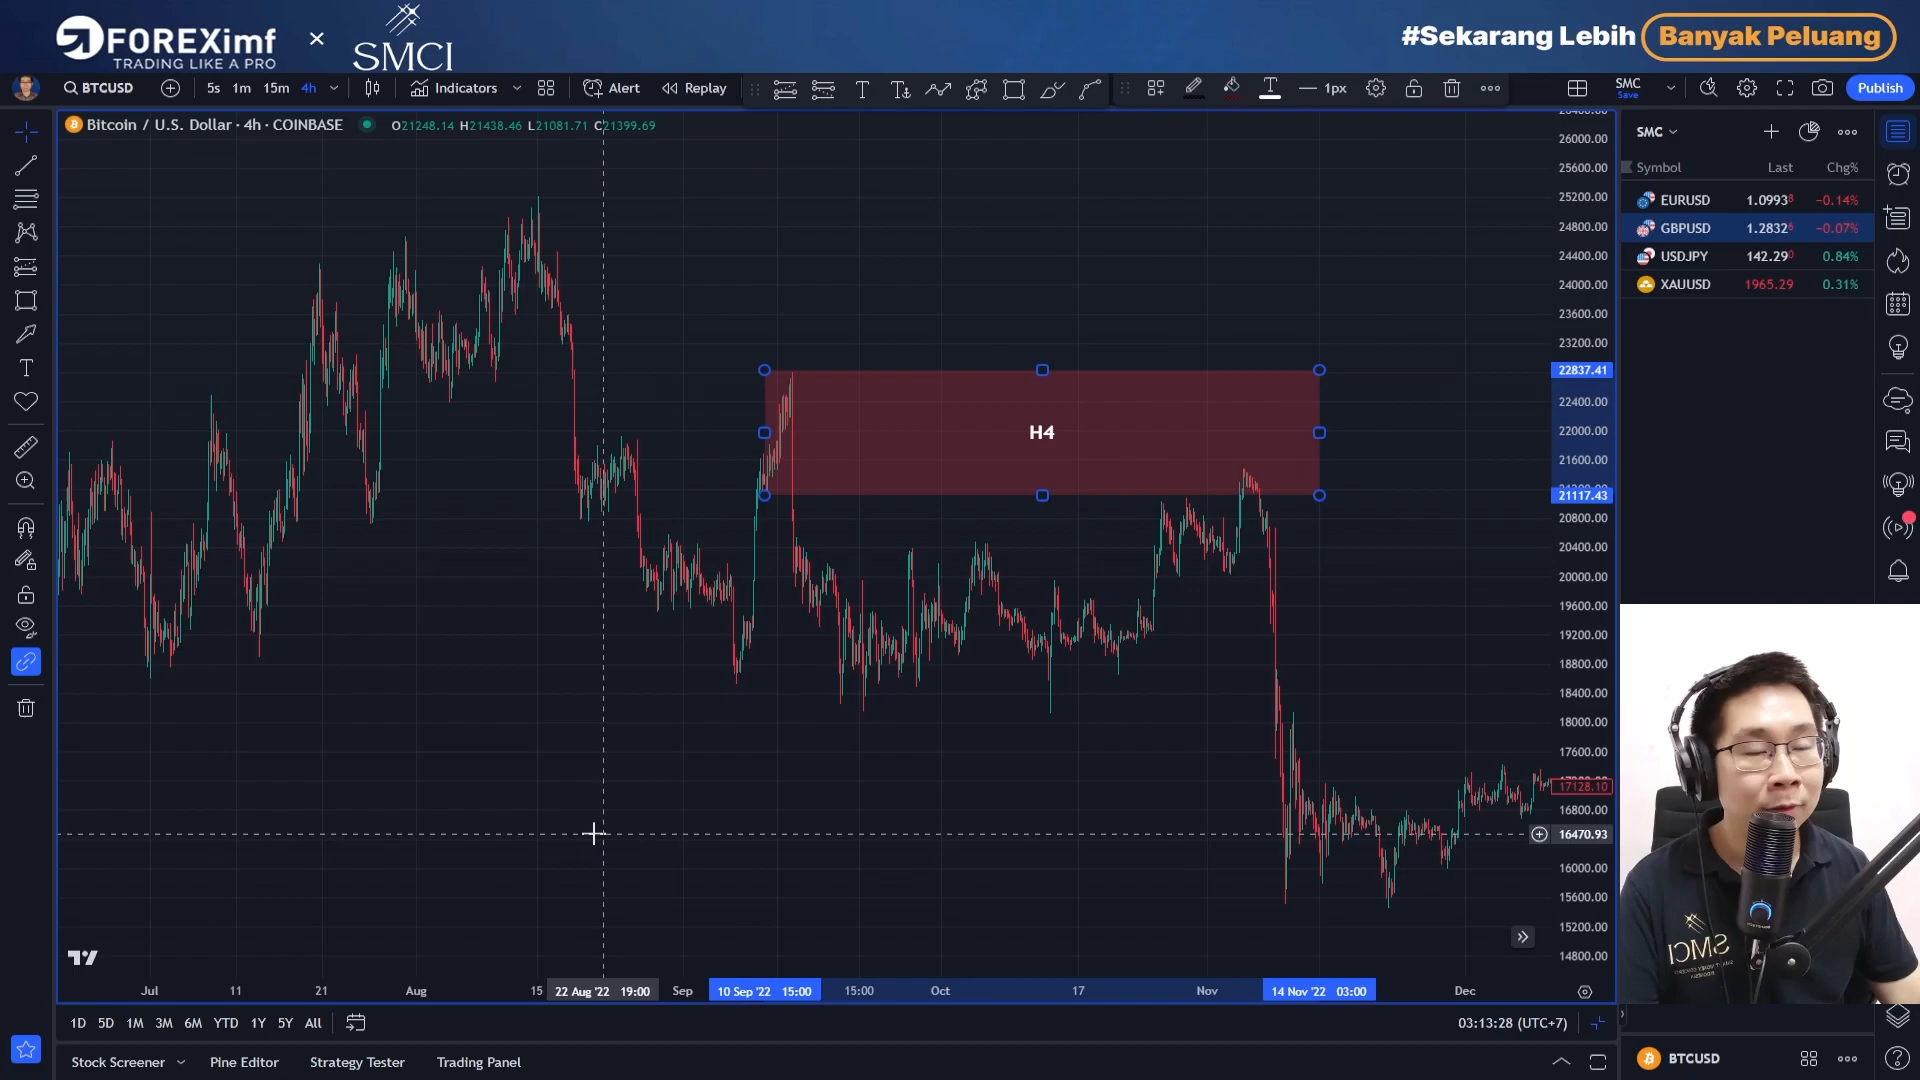 FOREXimf
TRADING LIKE A PRO
×
SMCI
#Sekarang Lebih Banyak Peluang
BTCUSD
5s 1m 15m 4h
Indicators
Alert
Replay
1px
SMC
Save
Publish
Bitcoin / U.S. Dollar · 4h · COINBASE
O21248.14 H21438.46 L21081.71 C21399.69
26000.00
25600.00
25200.00
24800.00
24400.00
24000.00
23600.00
23200.00
22837.41
22400.00
22000.00
21600.00
21117.43
20800.00
20400.00
20000.00
19600.00
19200.00
18800.00
18400.00
18000.00
17600.00
17128.10
16800.00
16470.93
16000.00
15600.00
15200.00
14800.00
H4
Jul 11 21 Aug 15 22 Aug '22 19:00 Sep 10 Sep '22 15:00 15:00 Oct 17 Nov 14 Nov '22 03:00 Dec
1D 5D 1M 3M 6M YTD 1Y 5Y All
03:13:28 (UTC+7)
Stock Screener
Pine Editor
Strategy Tester
Trading Panel
SMC
Symbol Last Chg%
EURUSD 1.09938 −0.14%
GBPUSD 1.28326 −0.07%
USDJPY 142.290 0.84%
XAUUSD 1965.29 0.31%
SMCI
BTCUSD